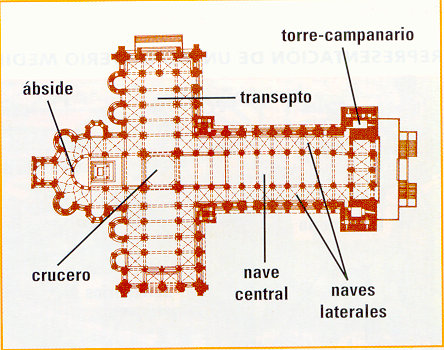 torre-campanario
ábside
transepto
crucero
nave
central
naves
laterales